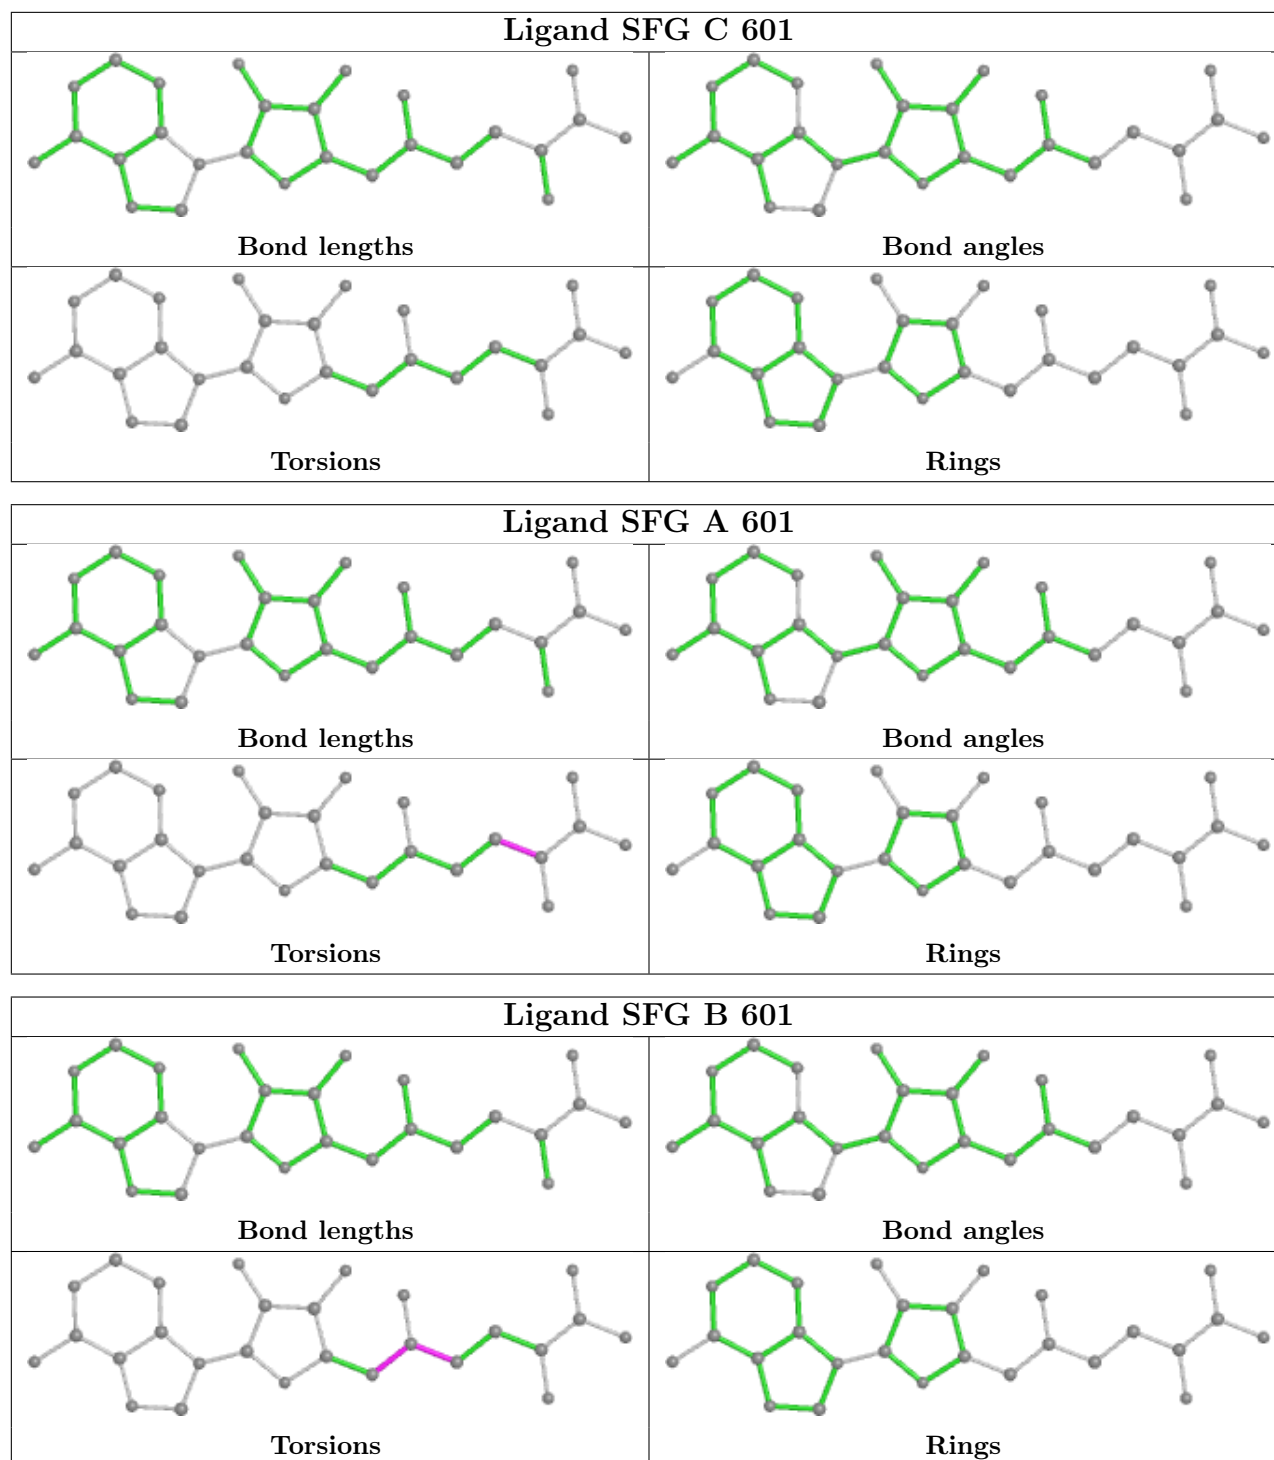 Ligand SFG C 601
Bond lengths
Bond angles
Torsions
Rings
Ligand SFG A 601
Bond lengths
Bond angles
Torsions
Rings
Ligand SFG B 601
Bond lengths
Bond angles
Torsions
Rings